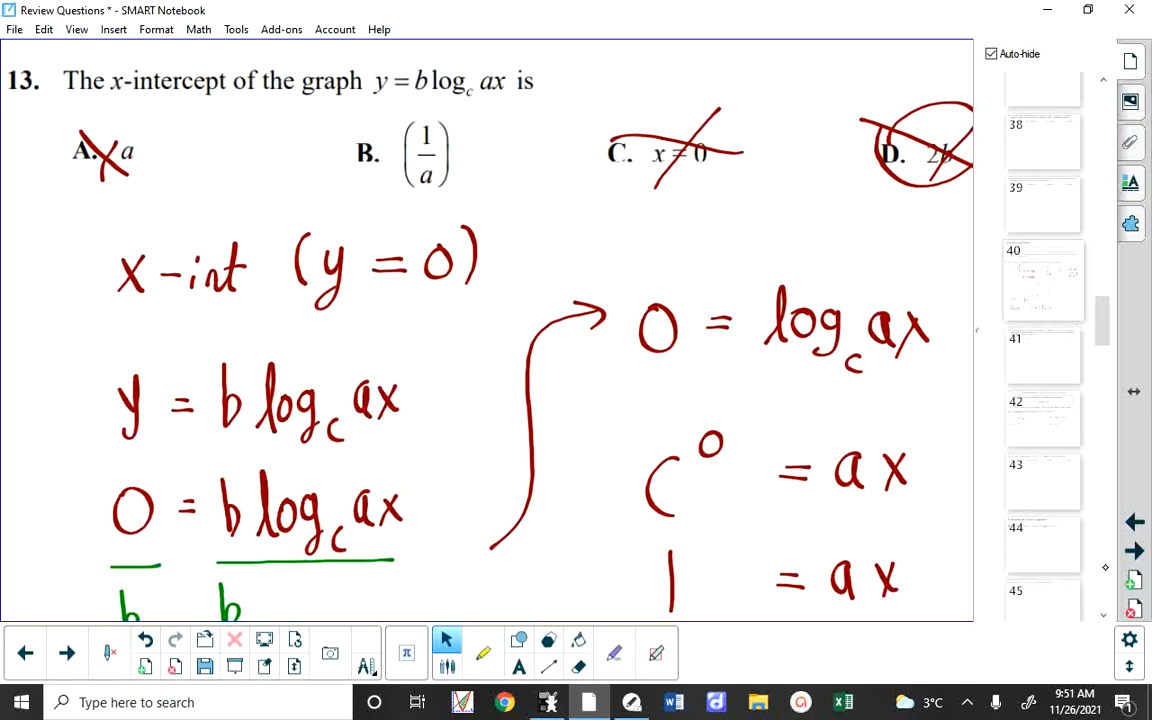 Review Questions * - SMART Notebook
File Edit View Insert Format Math Tools Add-ons Account Help
Auto-hide
13. The x-intercept of the graph y = b log_c ax is
A. a
B. (1/a)
C. x = 0
D. 2b
x-int (y = 0)
y = b log_c ax
0 = b log_c ax
b b
0 = log_c ax
c^0 = ax
1 = ax
38
39
40
41
42
43
44
45
π
A
Type here to search
3°C
9:51 AM
11/26/2021
1